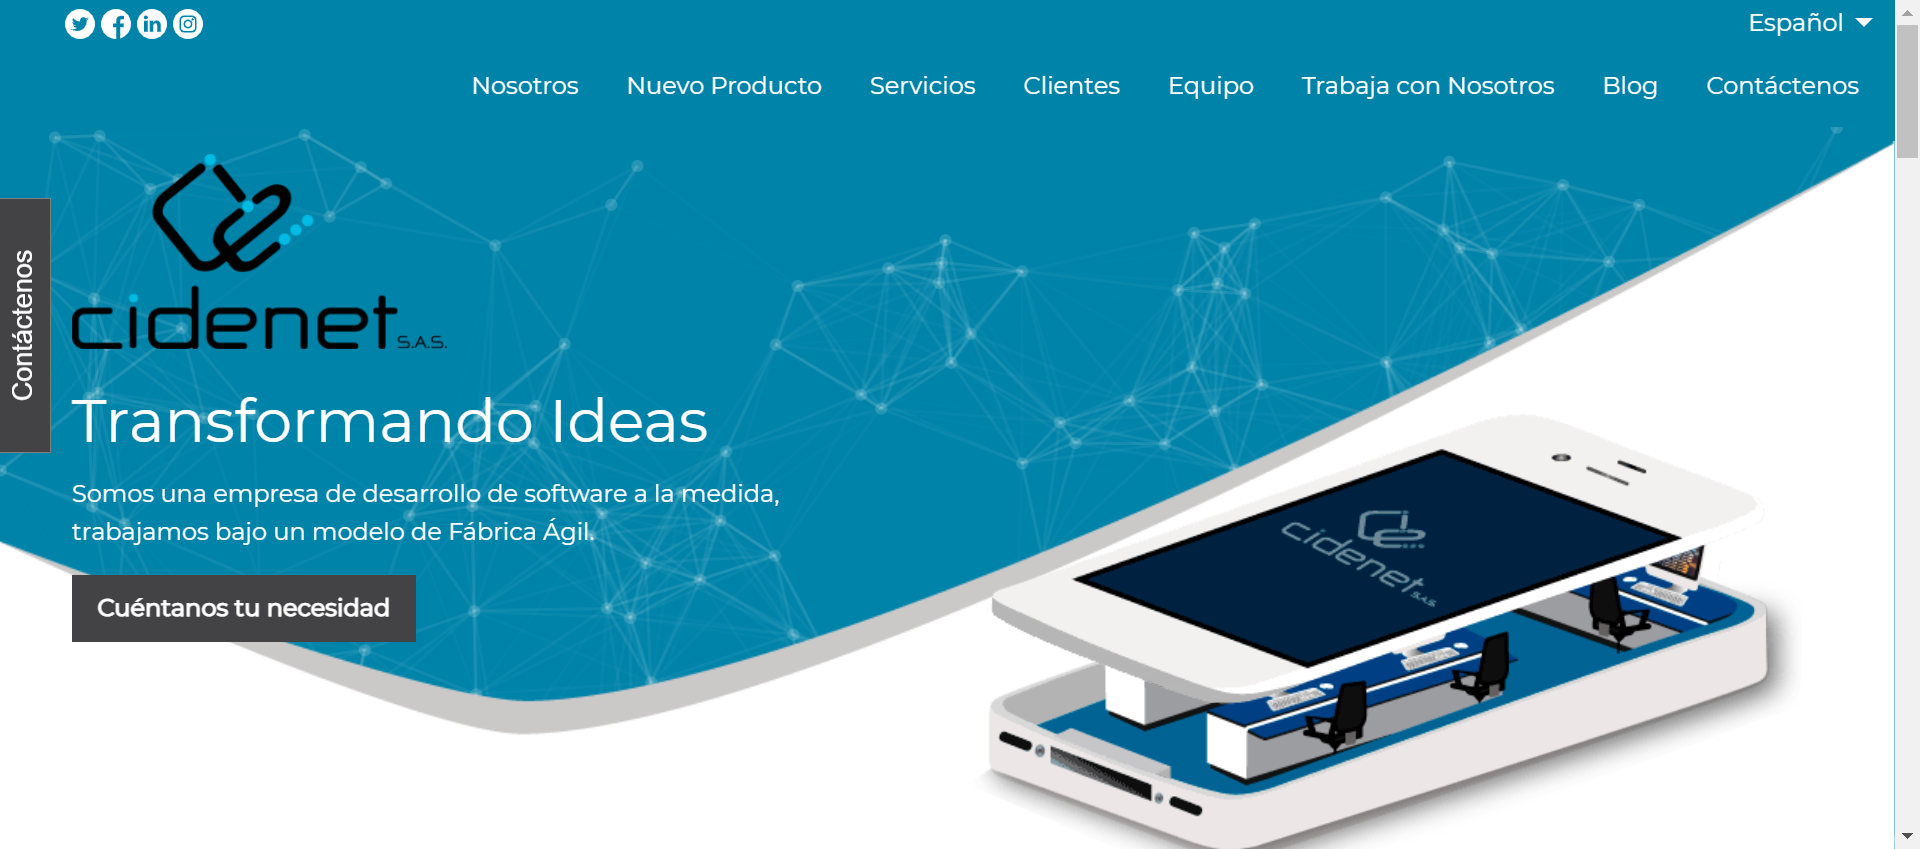 Español
Nosotros Nuevo Producto Servicios Clientes Equipo Trabaja con Nosotros Blog Contáctenos
Contáctenos
cidenet S.A.S.
Transformando Ideas
Somos una empresa de desarrollo de software a la medida,
trabajamos bajo un modelo de Fábrica Ágil.
Cuéntanos tu necesidad
cidenet S.A.S.